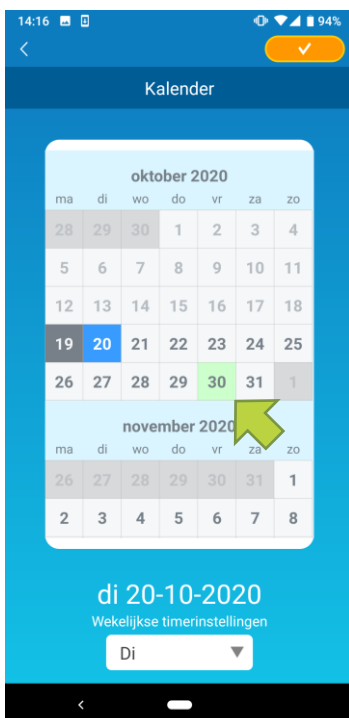 14:16 94%
Kalender
oktober 2020
ma di wo do vr za zo
28 29 30 1 2 3 4
5 6 7 8 9 10 11
12 13 14 15 16 17 18
19 20 21 22 23 24 25
26 27 28 29 30 31 1
november 2020
ma di wo do vr za zo
26 27 28 29 30 31 1
2 3 4 5 6 7 8
di 20-10-2020
Wekelijkse timerinstellingen
Di